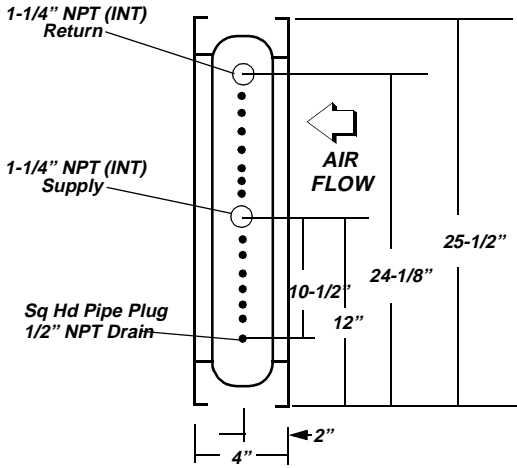 1-1/4” NPT (INT)
Return
AIR
FLOW
1-1/4” NPT (INT)
Supply
25-1/2”
24-1/8”
10-1/2”
12”
Sq Hd Pipe Plug
1/2” NPT Drain
2”
4”